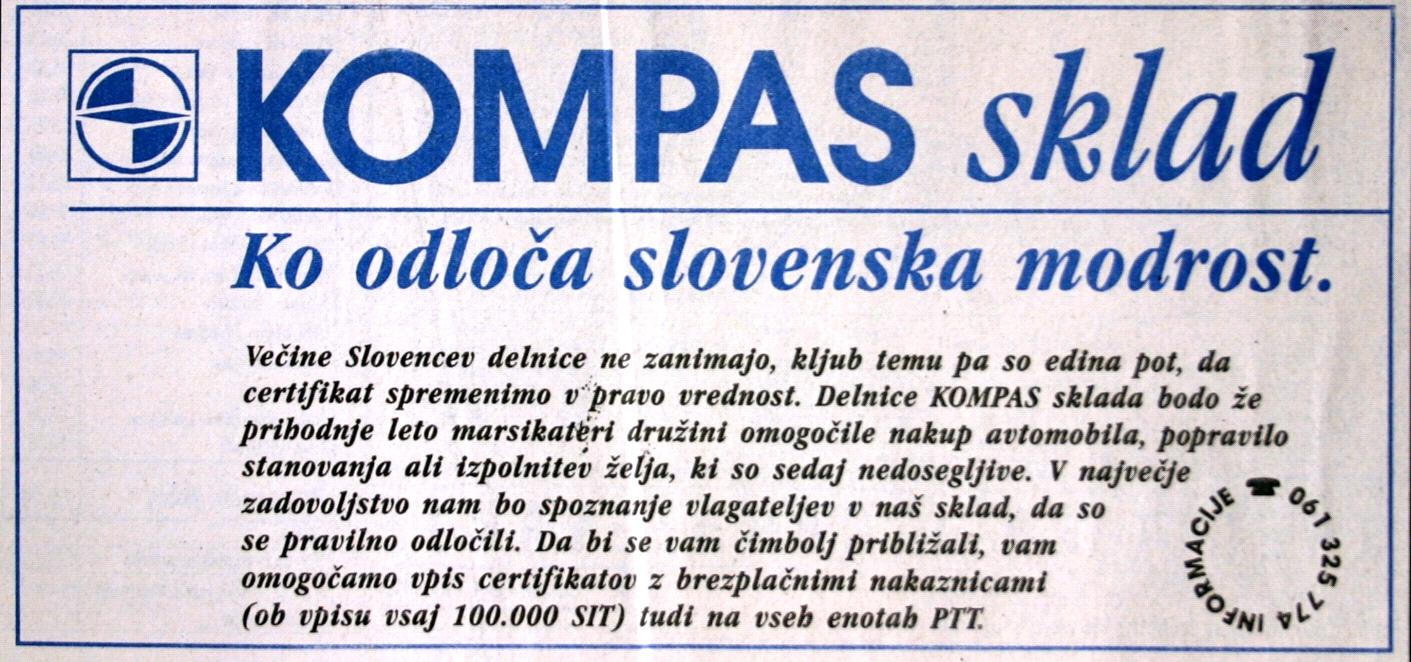 KOMPAS sklad
Ko odloča slovenska modrost.
Večine Slovencev delnice ne zanimajo, kljub temu pa so edina pot, da
certifikat spremenimo v pravo vrednost. Delnice KOMPAS sklada bodo že
prihodnje leto marsikateri družini omogočile nakup avtomobila, popravilo
stanovanja ali izpolnitev želja, ki so sedaj nedosegljive. V največje
zadovoljstvo nam bo spoznanje vlagateljev v naš sklad, da so
se pravilno odločili. Da bi se vam čimbolj približali, vam
omogočamo vpis certifikatov z brezplačnimi nakaznicami
(ob vpisu vsaj 100.000 SIT) tudi na vseh enotah PTT.
INFORMACIJE ☎ 061 325 774